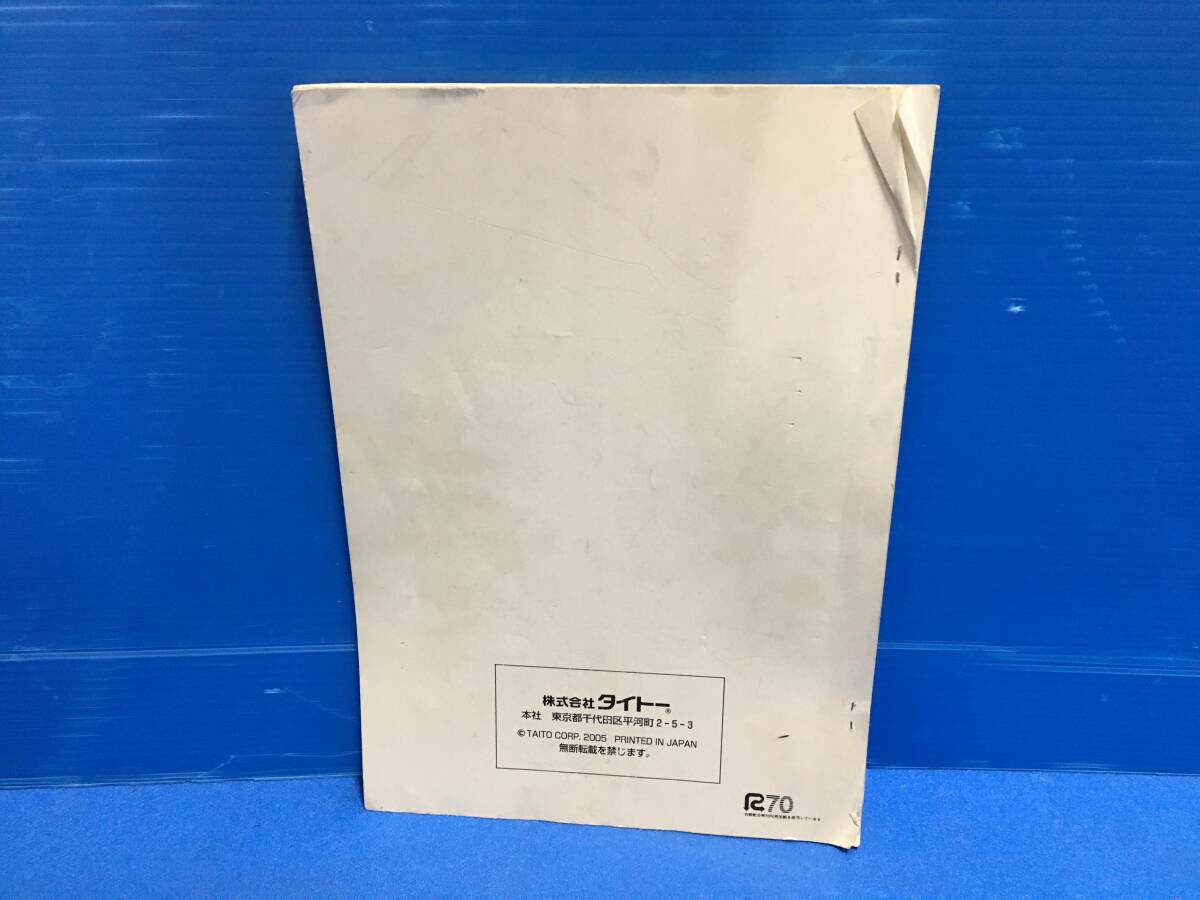 株式会社 タイトー®
本社 東京都千代田区平河町2-5-3
© TAITO CORP. 2005 PRINTED IN JAPAN
無断転載を禁じます。
R70